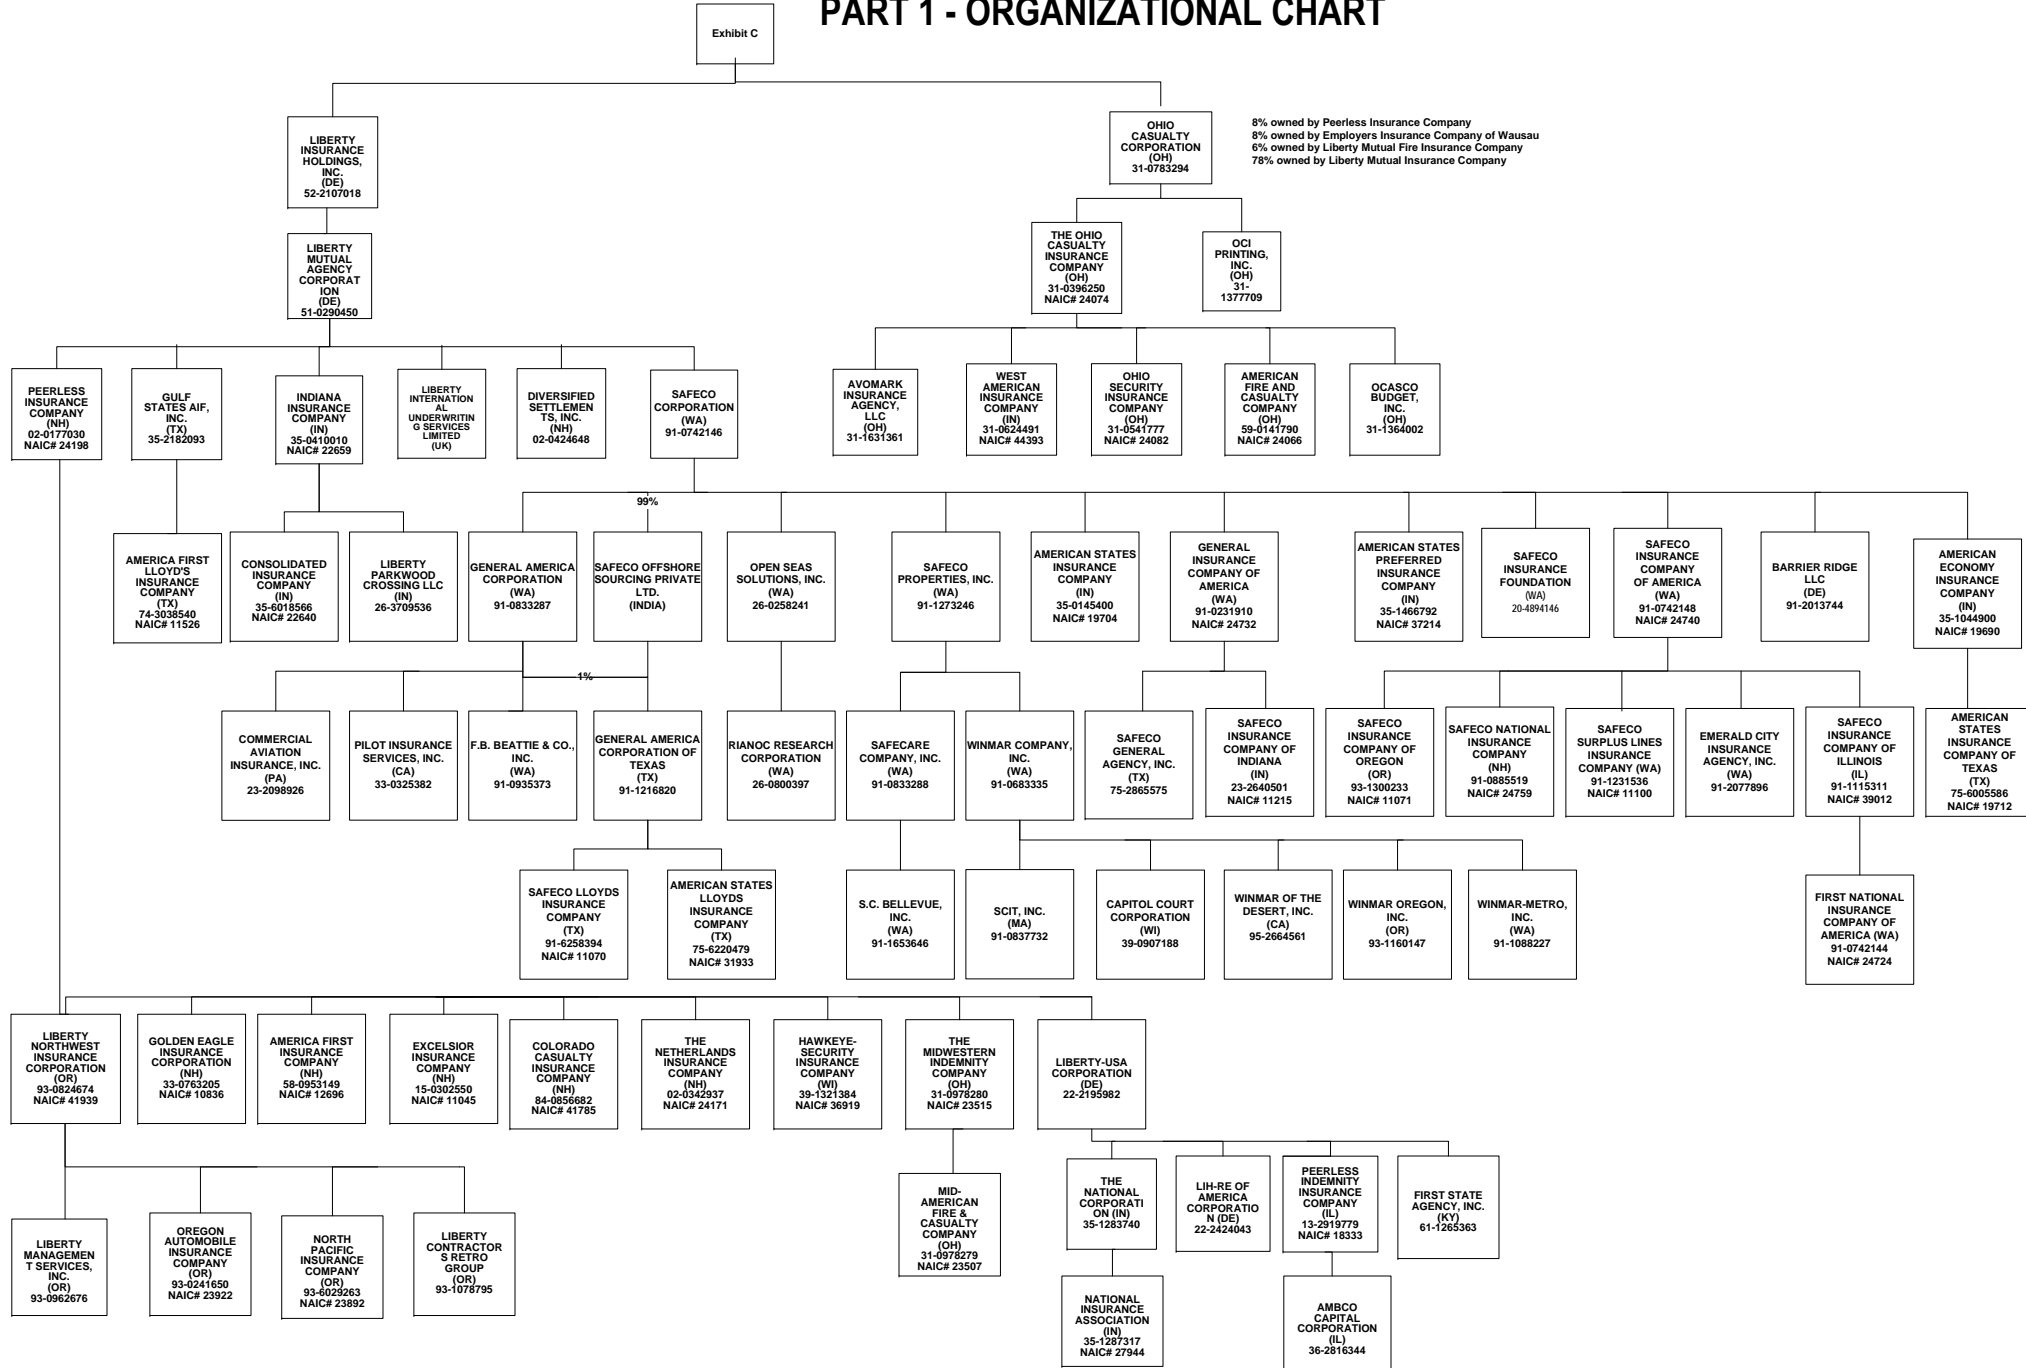 PART 1 - ORGANIZATIONAL CHART
Exhibit C
LIBERTY
INSURANCE
HOLDINGS,
INC.
(DE)
52-2107018
OHIO
CASUALTY
CORPORATION
(OH)
31-0783294
8% owned by Peerless Insurance Company
8% owned by Employers Insurance Company of Wausau
6% owned by Liberty Mutual Fire Insurance Company
78% owned by Liberty Mutual Insurance Company
LIBERTY
MUTUAL
AGENCY
CORPORAT
ION
(DE)
51-0290450
THE OHIO
CASUALTY
INSURANCE
COMPANY
(OH)
31-0396250
NAIC# 24074
OCI
PRINTING,
INC.
(OH)
31-
1377709
PEERLESS
INSURANCE
COMPANY
(NH)
02-0177030
NAIC# 24198
GULF
STATES AIF,
INC.
(TX)
35-2182093
INDIANA
INSURANCE
COMPANY
(IN)
35-0410010
NAIC# 22659
LIBERTY
INTERNATION
AL
UNDERWRITIN
G SERVICES
LIMITED
(UK)
DIVERSIFIED
SETTLEMEN
TS, INC.
(NH)
02-0424648
SAFECO
CORPORATION
(WA)
91-0742146
AVOMARK
INSURANCE
AGENCY,
LLC
(OH)
31-1631361
WEST
AMERICAN
INSURANCE
COMPANY
(IN)
31-0624491
NAIC# 44393
OHIO
SECURITY
INSURANCE
COMPANY
(OH)
31-0541777
NAIC# 24082
AMERICAN
FIRE AND
CASUALTY
COMPANY
(OH)
59-0141790
NAIC# 24066
OCASCO
BUDGET,
INC.
(OH)
31-1364002
99%
AMERICA FIRST
LLOYD'S
INSURANCE
COMPANY
(TX)
74-3038540
NAIC# 11526
CONSOLIDATED
INSURANCE
COMPANY
(IN)
35-6018566
NAIC# 22640
LIBERTY
PARKWOOD
CROSSING LLC
(IN)
26-3709536
GENERAL AMERICA
CORPORATION
(WA)
91-0833287
SAFECO OFFSHORE
SOURCING PRIVATE
LTD.
(INDIA)
OPEN SEAS
SOLUTIONS, INC.
(WA)
26-0258241
SAFECO
PROPERTIES, INC.
(WA)
91-1273246
AMERICAN STATES
INSURANCE
COMPANY
(IN)
35-0145400
NAIC# 19704
GENERAL
INSURANCE
COMPANY OF
AMERICA
(WA)
91-0231910
NAIC# 24732
AMERICAN STATES
PREFERRED
INSURANCE
COMPANY
(IN)
35-1466792
NAIC# 37214
SAFECO
INSURANCE
FOUNDATION
(WA)
20-4894146
SAFECO
INSURANCE
COMPANY
OF AMERICA
(WA)
91-0742148
NAIC# 24740
BARRIER RIDGE
LLC
(DE)
91-2013744
AMERICAN
ECONOMY
INSURANCE
COMPANY
(IN)
35-1044900
NAIC# 19690
1%
COMMERCIAL
AVIATION
INSURANCE, INC.
(PA)
23-2098926
PILOT INSURANCE
SERVICES, INC.
(CA)
33-0325382
F.B. BEATTIE & CO.,
INC.
(WA)
91-0935373
GENERAL AMERICA
CORPORATION OF
TEXAS
(TX)
91-1216820
RIANOC RESEARCH
CORPORATION
(WA)
26-0800397
SAFECARE
COMPANY, INC.
(WA)
91-0833288
WINMAR COMPANY,
INC.
(WA)
91-0683335
SAFECO
GENERAL
AGENCY, INC.
(TX)
75-2865575
SAFECO
INSURANCE
COMPANY OF
INDIANA
(IN)
23-2640501
NAIC# 11215
SAFECO
INSURANCE
COMPANY OF
OREGON
(OR)
93-1300233
NAIC# 11071
SAFECO NATIONAL
INSURANCE
COMPANY
(NH)
91-0885519
NAIC# 24759
SAFECO
SURPLUS LINES
INSURANCE
COMPANY (WA)
91-1231536
NAIC# 11100
EMERALD CITY
INSURANCE
AGENCY, INC.
(WA)
91-2077896
SAFECO
INSURANCE
COMPANY OF
ILLINOIS
(IL)
91-1115311
NAIC# 39012
AMERICAN
STATES
INSURANCE
COMPANY OF
TEXAS
(TX)
75-6005586
NAIC# 19712
SAFECO LLOYDS
INSURANCE
COMPANY
(TX)
91-6258394
NAIC# 11070
AMERICAN STATES
LLOYDS
INSURANCE
COMPANY
(TX)
75-6220479
NAIC# 31933
S.C. BELLEVUE,
INC.
(WA)
91-1653646
SCIT, INC.
(MA)
91-0837732
CAPITOL COURT
CORPORATION
(WI)
39-0907188
WINMAR OF THE
DESERT, INC.
(CA)
95-2664561
WINMAR OREGON,
INC.
(OR)
93-1160147
WINMAR-METRO,
INC.
(WA)
91-1088227
FIRST NATIONAL
INSURANCE
COMPANY OF
AMERICA (WA)
91-0742144
NAIC# 24724
LIBERTY
NORTHWEST
INSURANCE
CORPORATION
(OR)
93-0824674
NAIC# 41939
GOLDEN EAGLE
INSURANCE
CORPORATION
(NH)
33-0763205
NAIC# 10836
AMERICA FIRST
INSURANCE
COMPANY
(NH)
58-0953149
NAIC# 12696
EXCELSIOR
INSURANCE
COMPANY
(NH)
15-0302550
NAIC# 11045
COLORADO
CASUALTY
INSURANCE
COMPANY
(NH)
84-0856682
NAIC# 41785
THE
NETHERLANDS
INSURANCE
COMPANY
(NH)
02-0342937
NAIC# 24171
HAWKEYE-
SECURITY
INSURANCE
COMPANY
(WI)
39-1321384
NAIC# 36919
THE
MIDWESTERN
INDEMNITY
COMPANY
(OH)
31-0978280
NAIC# 23515
LIBERTY-USA
CORPORATION
(DE)
22-2195982
LIBERTY
MANAGEMEN
T SERVICES,
INC.
(OR)
93-0962676
OREGON
AUTOMOBILE
INSURANCE
COMPANY
(OR)
93-0241650
NAIC# 23922
NORTH
PACIFIC
INSURANCE
COMPANY
(OR)
93-6029263
NAIC# 23892
LIBERTY
CONTRACTOR
S RETRO
GROUP
(OR)
93-1078795
MID-
AMERICAN
FIRE &
CASUALTY
COMPANY
(OH)
31-0978279
NAIC# 23507
THE
NATIONAL
CORPORATI
ON (IN)
35-1283740
LIH-RE OF
AMERICA
CORPORATIO
N (DE)
22-2424043
PEERLESS
INDEMNITY
INSURANCE
COMPANY
(IL)
13-2919779
NAIC# 18333
FIRST STATE
AGENCY, INC.
(KY)
61-1265363
NATIONAL
INSURANCE
ASSOCIATION
(IN)
35-1287317
NAIC# 27944
AMBCO
CAPITAL
CORPORATION
(IL)
36-2816344